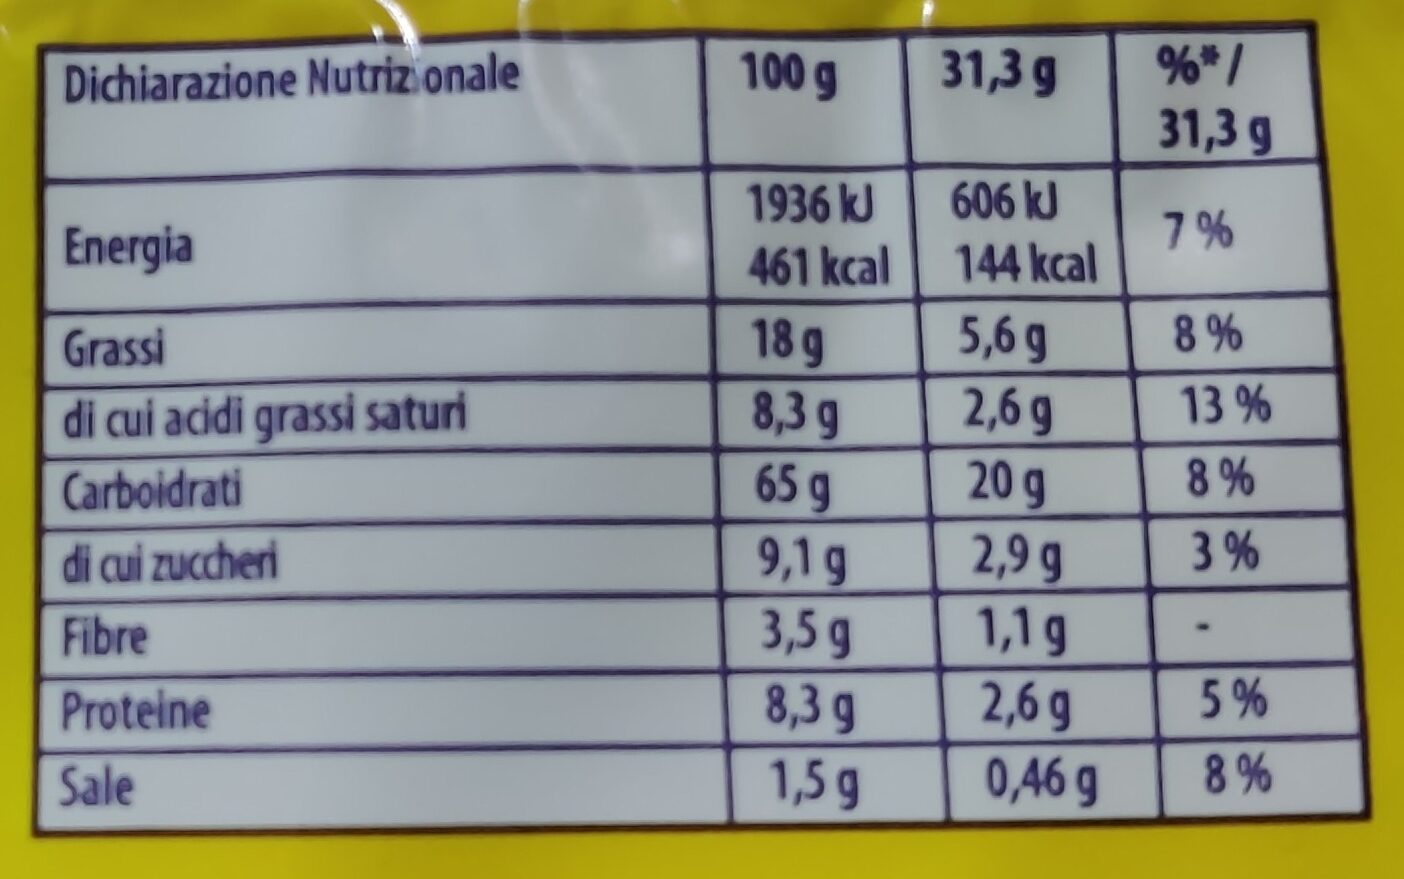 Dichiarazione Nutrizionale 100 g 31,3 g %* / 31,3 g
Energia 1936 kJ 461 kcal 606 kJ 144 kcal 7 %
Grassi 18 g 5,6 g 8 %
di cui acidi grassi saturi 8,3 g 2,6 g 13 %
Carboidrati 65 g 20 g 8 %
di cui zuccheri 9,1 g 2,9 g 3 %
Fibre 3,5 g 1,1 g -
Proteine 8,3 g 2,6 g 5 %
Sale 1,5 g 0,46 g 8 %